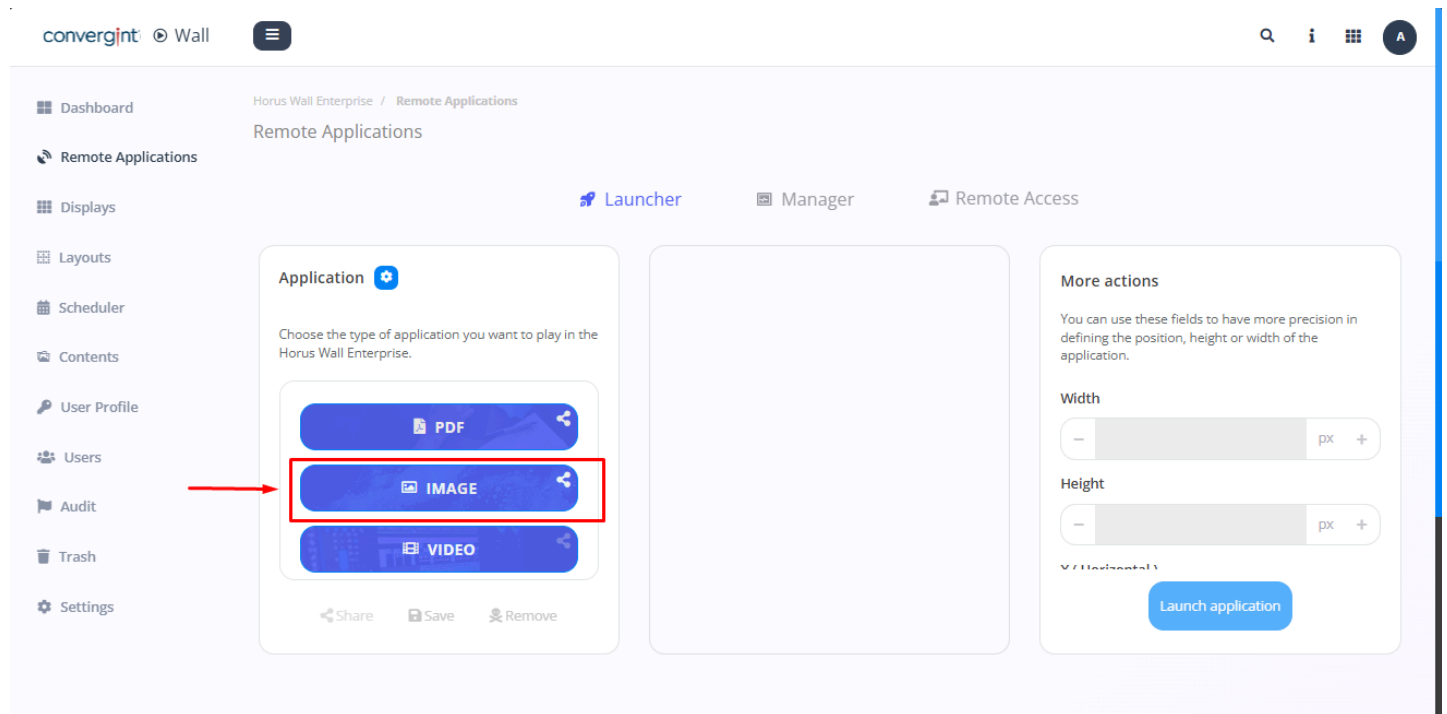 convergint Wall
A
Dashboard
Remote Applications
Displays
Layouts
Scheduler
Contents
User Profile
Users
Audit
Trash
Settings
Horus Wall Enterprise / Remote Applications
Remote Applications
Launcher
Manager
Remote Access
Application
Choose the type of application you want to play in the
Horus Wall Enterprise.
PDF
IMAGE
VIDEO
Share
Save
Remove
More actions
You can use these fields to have more precision in
defining the position, height or width of the
application.
Width
− px +
Height
− px +
X ( Horizontal )
Launch application